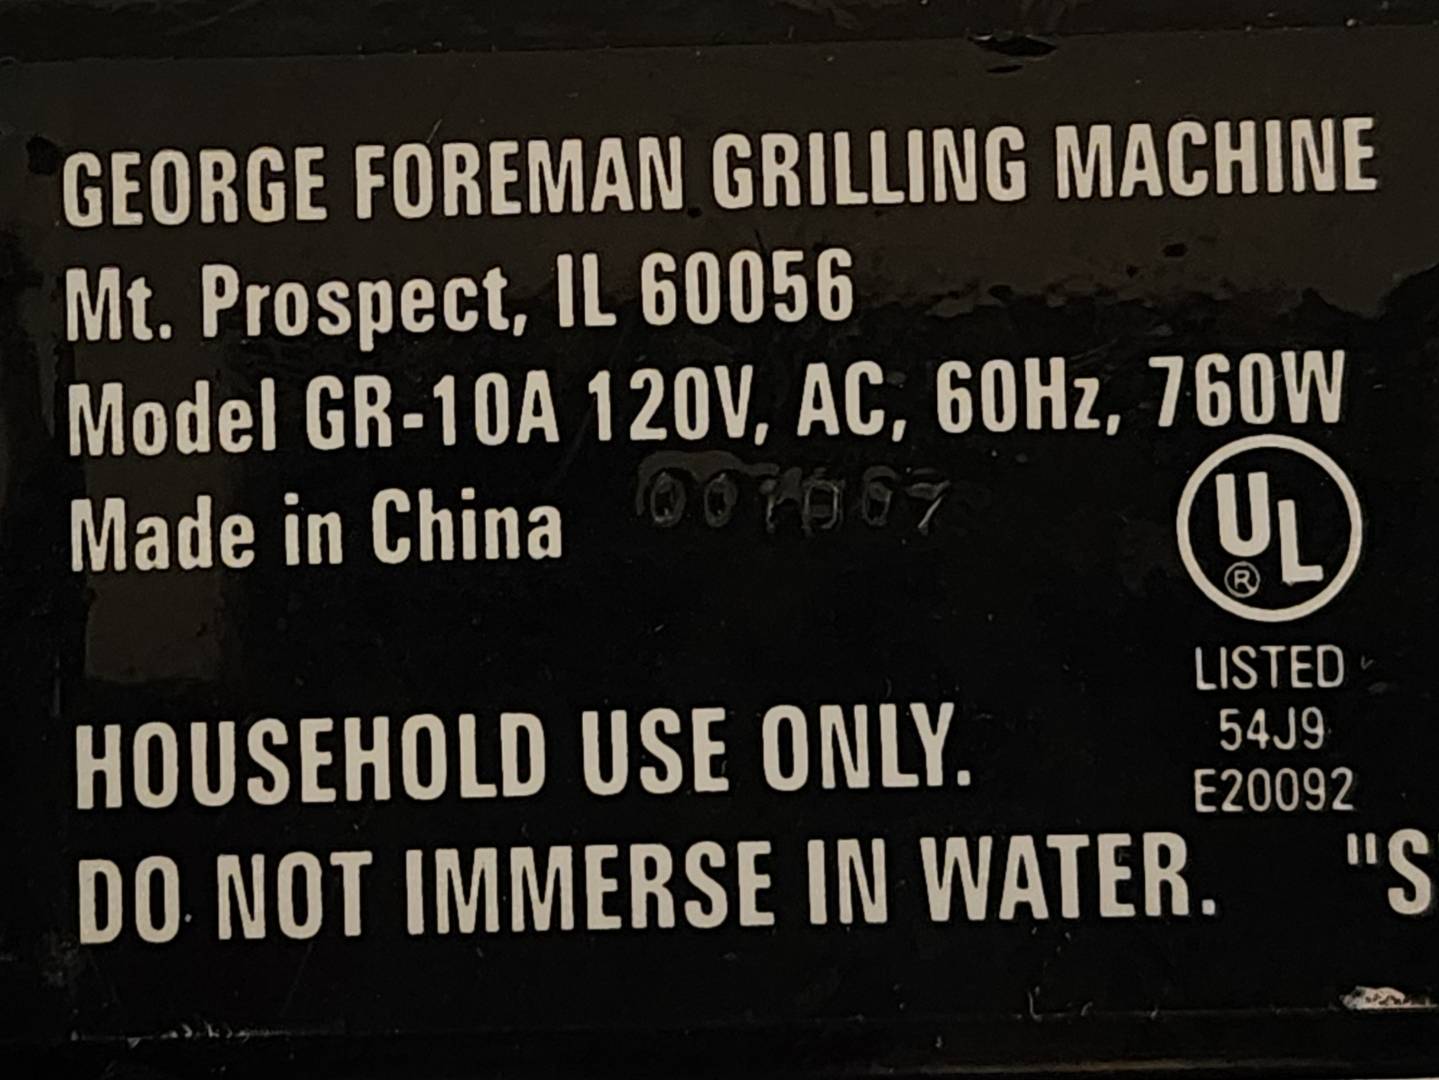 GEORGE FOREMAN GRILLING MACHINE
Mt. Prospect, IL 60056
Model GR-10A 120V, AC, 60Hz, 760W
Made in China
UL
®
LISTED
54J9
E20092
HOUSEHOLD USE ONLY.
DO NOT IMMERSE IN WATER. "S